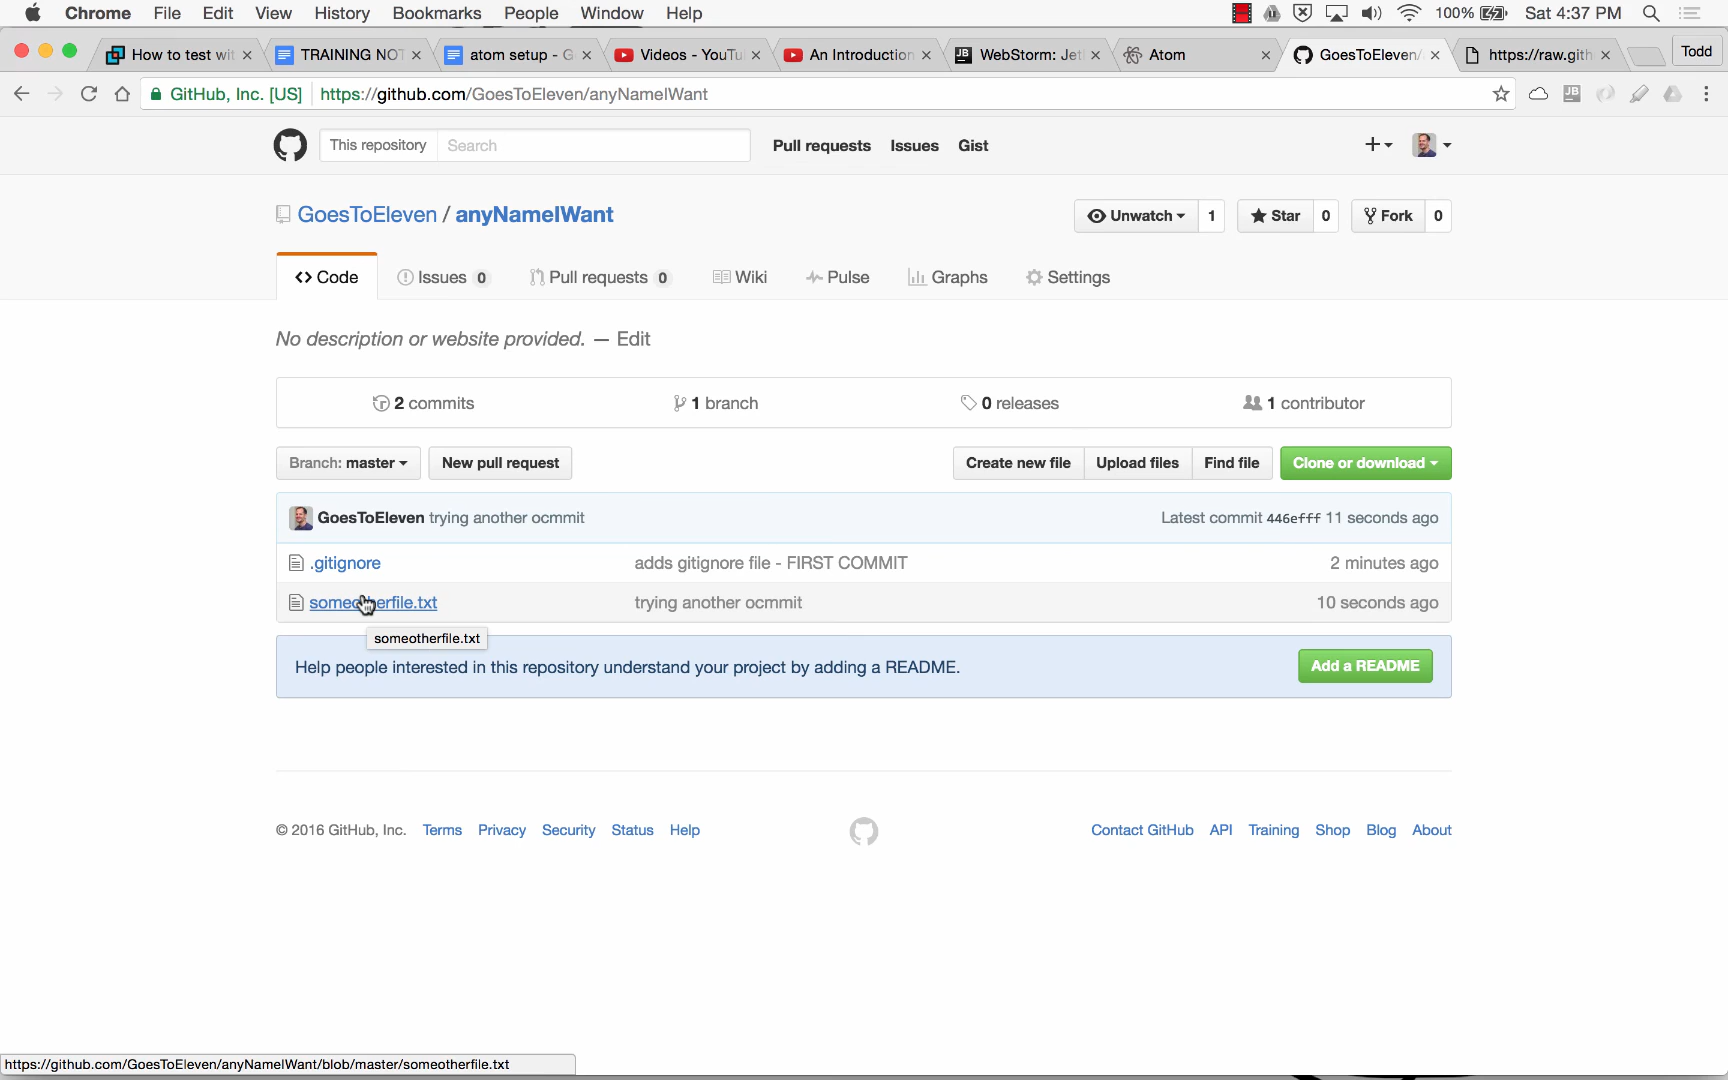 Chrome File Edit View History Bookmarks People Window Help 100% Sat 4:37 PM
How to test wit TRAINING NOT atom setup - G Videos - YouTu An Introduction WebStorm: Jet Atom GoesToEleven/ https://raw.gith Todd
GitHub, Inc. [US] https://github.com/GoesToEleven/anyNameIWant
This repository Search Pull requests Issues Gist
GoesToEleven / anyNameIWant Unwatch 1 Star 0 Fork 0
Code Issues 0 Pull requests 0 Wiki Pulse Graphs Settings
No description or website provided. — Edit
2 commits 1 branch 0 releases 1 contributor
Branch: master New pull request Create new file Upload files Find file Clone or download
GoesToEleven trying another ocmmit Latest commit 446efff 11 seconds ago
.gitignore adds gitignore file - FIRST COMMIT 2 minutes ago
someotherfile.txt trying another ocmmit 10 seconds ago
someotherfile.txt
Help people interested in this repository understand your project by adding a README. Add a README
© 2016 GitHub, Inc. Terms Privacy Security Status Help Contact GitHub API Training Shop Blog About
https://github.com/GoesToEleven/anyNameIWant/blob/master/someotherfile.txt